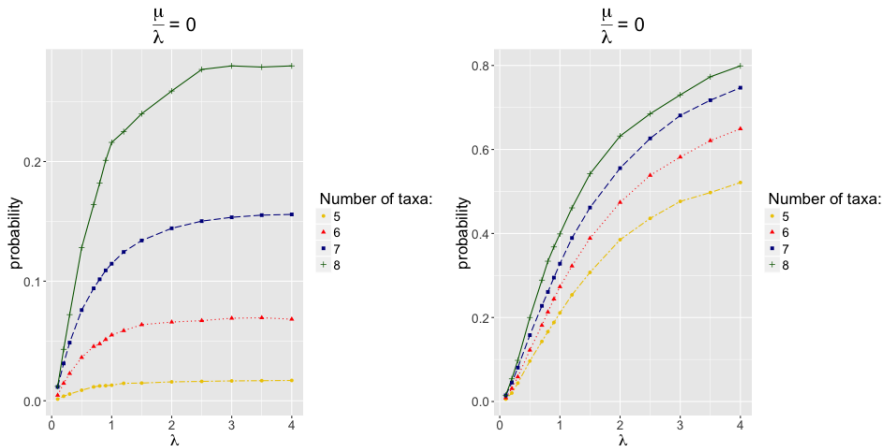 μ/λ = 0
probability
0.0
0.1
0.2
0 1 2 3 4
λ
Number of taxa:
5
6
7
8
μ/λ = 0
probability
0.0
0.2
0.4
0.6
0.8
0 1 2 3 4
λ
Number of taxa:
5
6
7
8